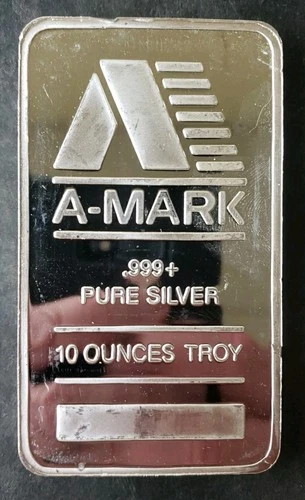 A-MARK
.999+
PURE SILVER
10 OUNCES TROY